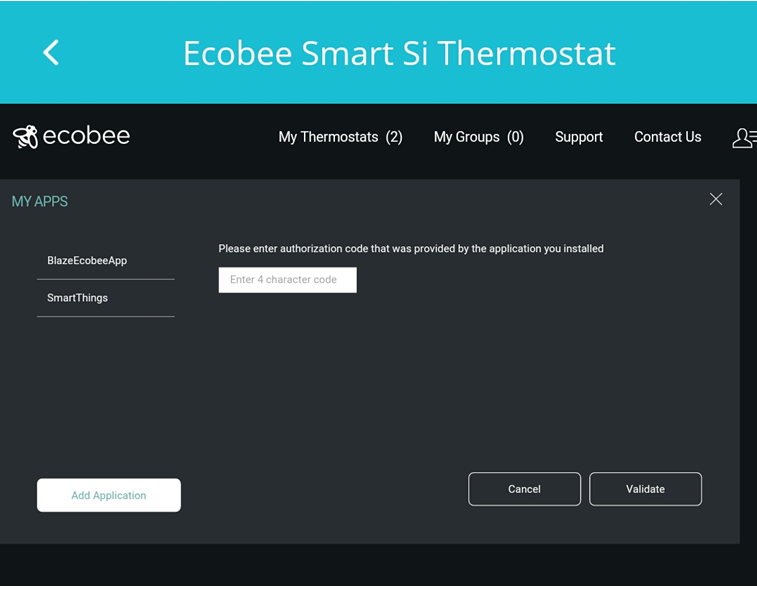 Ecobee Smart Si Thermostat
ecobee
My Thermostats (2)
My Groups (0)
Support
Contact Us
MY APPS
BlazeEcobeeApp
SmartThings
Please enter authorization code that was provided by the application you installed
Enter 4 character code
Add Application
Cancel
Validate